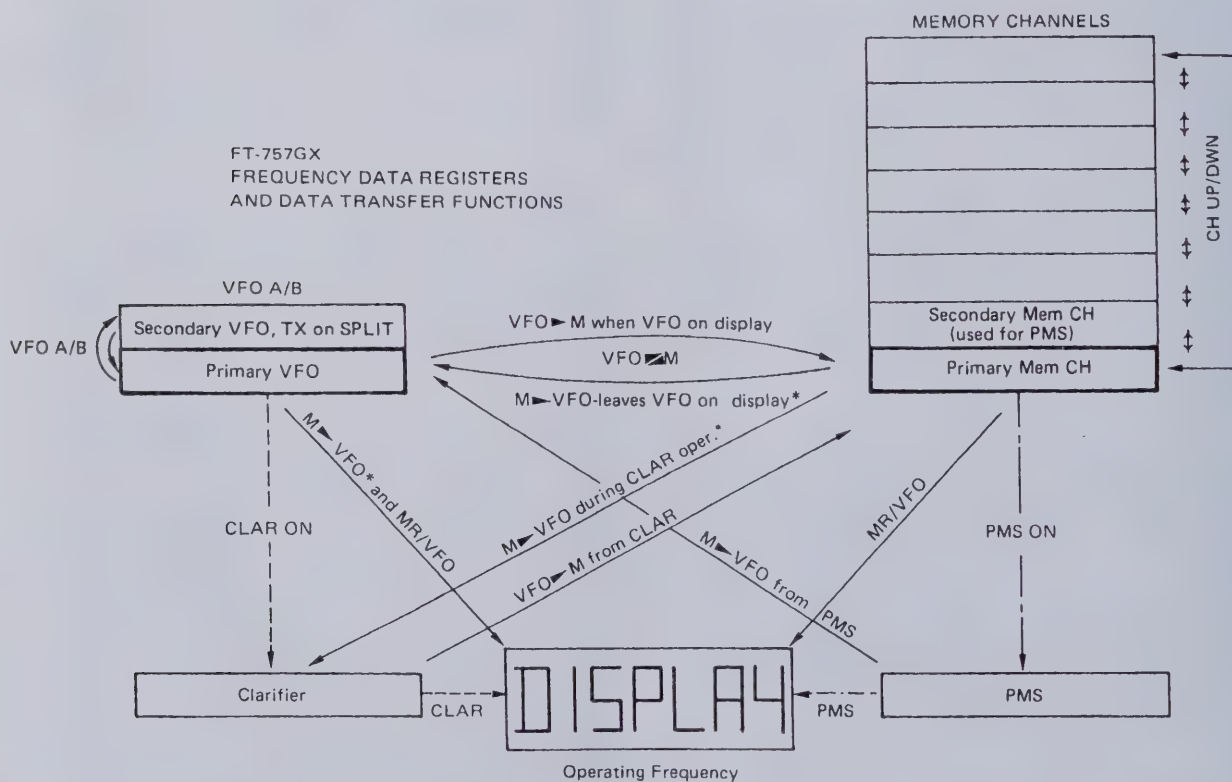 MEMORY CHANNELS
FT-757GX
FREQUENCY DATA REGISTERS
AND DATA TRANSFER FUNCTIONS
CH UP/DWN
VFO A/B
Secondary VFO, TX on SPLIT
VFO A/B
Primary VFO
VFO►M when VFO on display
VFO M
M►VFO-leaves VFO on display*
Secondary Mem CH
(used for PMS)
Primary Mem CH
CLAR ON
M►VFO* and MR/VFO
M►VFO during CLAR oper.*
VFO►M from CLAR
M►VFO from PMS
MR/VFO
PMS ON
Clarifier
CLAR
DISPLAY
PMS
PMS
Operating Frequency